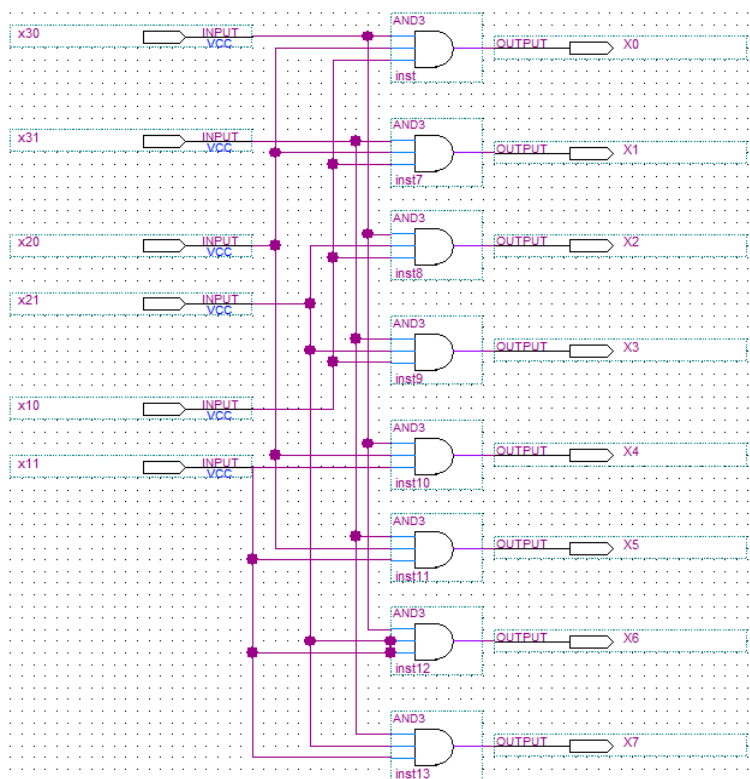 AND3
x30 INPUT VCC
OUTPUT X0
inst
AND3
x31 INPUT VCC
OUTPUT X1
inst7
AND3
x20 INPUT VCC
OUTPUT X2
inst8
x21 INPUT VCC
AND3
OUTPUT X3
inst9
x10 INPUT VCC
AND3
OUTPUT X4
x11 INPUT VCC
inst10
AND3
OUTPUT X5
inst11
AND3
OUTPUT X6
inst12
AND3
OUTPUT X7
inst13